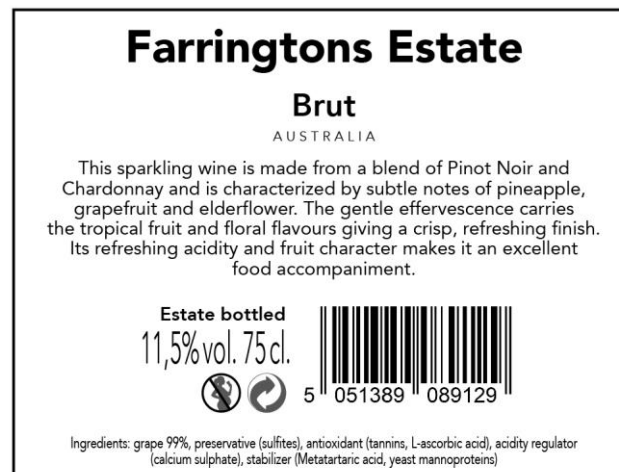 Farringtons Estate
Brut
AUSTRALIA
This sparkling wine is made from a blend of Pinot Noir and
Chardonnay and is characterized by subtle notes of pineapple,
grapefruit and elderflower. The gentle effervescence carries
the tropical fruit and floral flavours giving a crisp, refreshing finish.
Its refreshing acidity and fruit character makes it an excellent
food accompaniment.
Estate bottled
11,5% vol. 75 cl.
5 051389 089129
Ingredients: grape 99%, preservative (sulfites), antioxidant (tannins, L-ascorbic acid), acidity regulator
(calcium sulphate), stabilizer (Metatartaric acid, yeast mannoproteins)